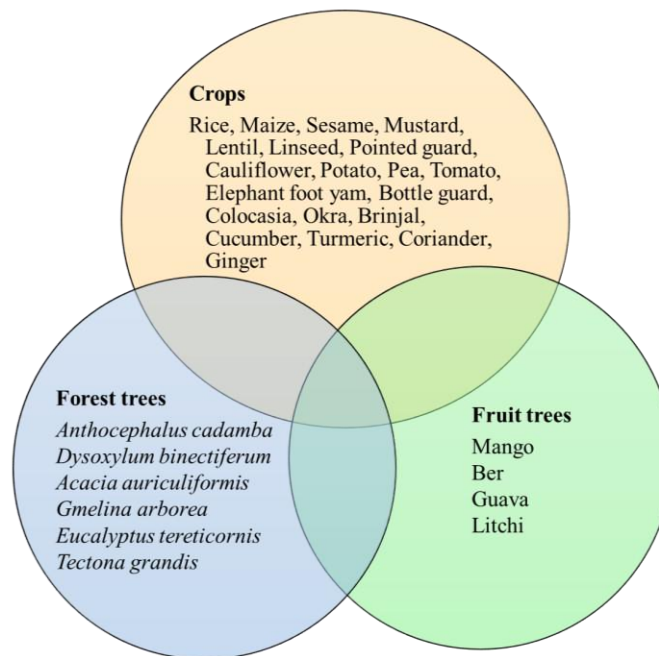 Crops
Rice, Maize, Sesame, Mustard,
Lentil, Linseed, Pointed guard,
Cauliflower, Potato, Pea, Tomato,
Elephant foot yam, Bottle guard,
Colocasia, Okra, Brinjal,
Cucumber, Turmeric, Coriander,
Ginger
Forest trees
Anthocephalus cadamba
Dysoxylum binectiferum
Acacia auriculiformis
Gmelina arborea
Eucalyptus tereticornis
Tectona grandis
Fruit trees
Mango
Ber
Guava
Litchi